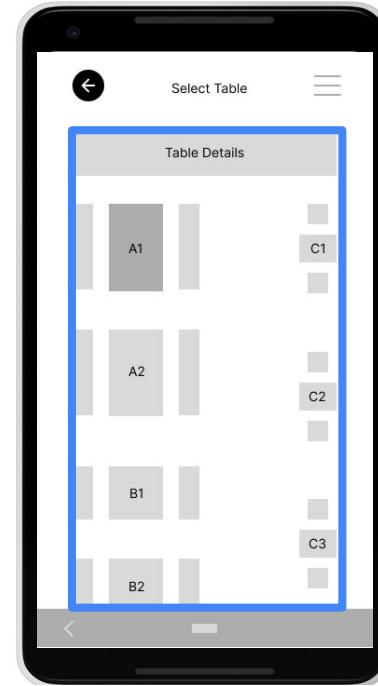 Select Table
Table Details
A1
C1
A2
C2
B1
C3
B2